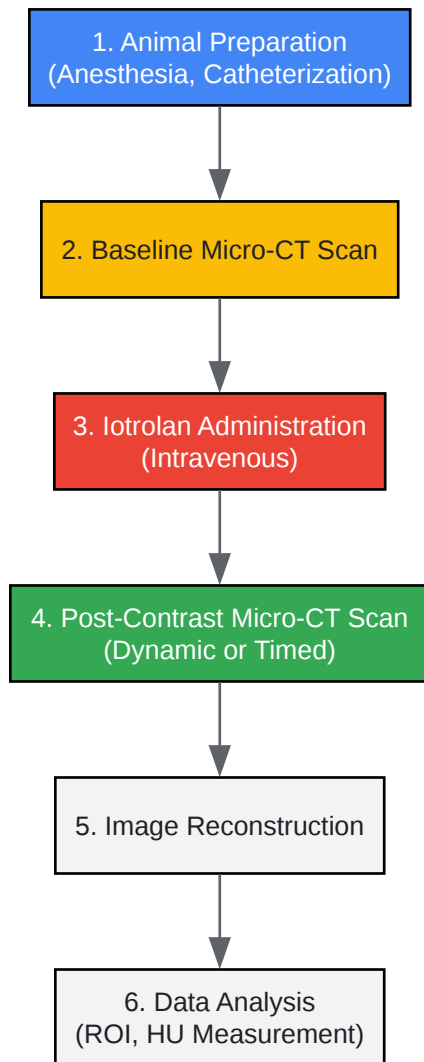 1. Animal Preparation
(Anesthesia, Catheterization)
2. Baseline Micro-CT Scan
3. Iotrolan Administration
(Intravenous)
4. Post-Contrast Micro-CT Scan
(Dynamic or Timed)
5. Image Reconstruction
6. Data Analysis
(ROI, HU Measurement)